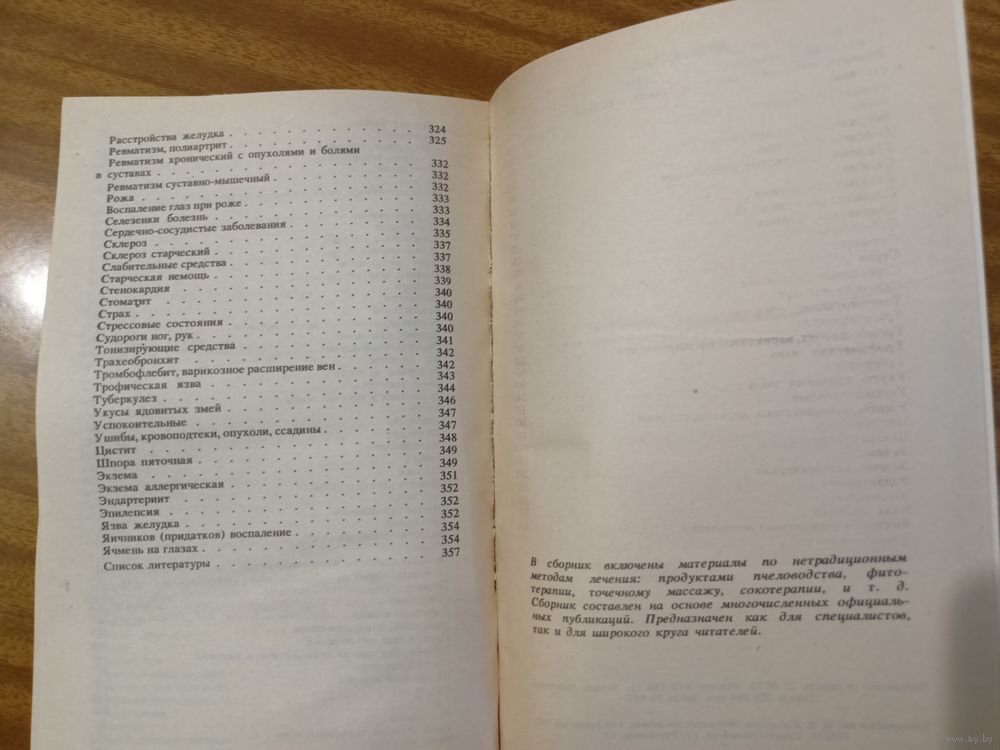 Расстройства желудка . . . . . . . . . . 324
Ревматизм, полиартрит . . . . . . . . . . 325
Ревматизм хронический с опухолями и болями
в суставах . . . . . . . . . . 332
Ревматизм суставно-мышечный . . . . . . . . . . 332
Рожа . . . . . . . . . . 332
Воспаление глаз при роже . . . . . . . . . . 333
Селезенки болезнь . . . . . . . . . . 333
Сердечно-сосудистые заболевания . . . . . . . . . . 334
Склероз . . . . . . . . . . 335
Склероз старческий . . . . . . . . . . 337
Слабительные средства . . . . . . . . . . 337
Старческая немощь . . . . . . . . . . 338
Стенокардия . . . . . . . . . . 339
Стоматит . . . . . . . . . . 340
Страх . . . . . . . . . . 340
Стрессовые состояния . . . . . . . . . . 340
Судороги ног, рук . . . . . . . . . . 340
Тонизирующие средства . . . . . . . . . . 341
Трахеобронхит . . . . . . . . . . 342
Тромбофлебит, варикозное расширение вен . . . . . . . . 342
Трофическая язва . . . . . . . . . . 343
Туберкулез . . . . . . . . . . 344
Укусы ядовитых змей . . . . . . . . . . 346
Успокоительные . . . . . . . . . . 347
Ушибы, кровоподтеки, опухоли, ссадины . . . . . . . . 347
Цистит . . . . . . . . . . 348
Шпора пяточная . . . . . . . . . . 349
Экзема . . . . . . . . . . 349
Экзема аллергическая . . . . . . . . . . 351
Эндартериит . . . . . . . . . . 352
Эпилепсия . . . . . . . . . . 352
Язва желудка . . . . . . . . . . 352
Яичников (придатков) воспаление . . . . . . . . . . 354
Ячмень на глазах . . . . . . . . . . 354
Список литературы . . . . . . . . . . 357
В сборник включены материалы по нетрадиционным
методам лечения: продуктами пчеловодства, фито-
терапии, точечному массажу, сокотерапии, и т. д.
Сборник составлен на основе многочисленных официаль-
ных публикаций. Предназначен как для специалистов,
так и для широкого круга читателей.
www.ay.by